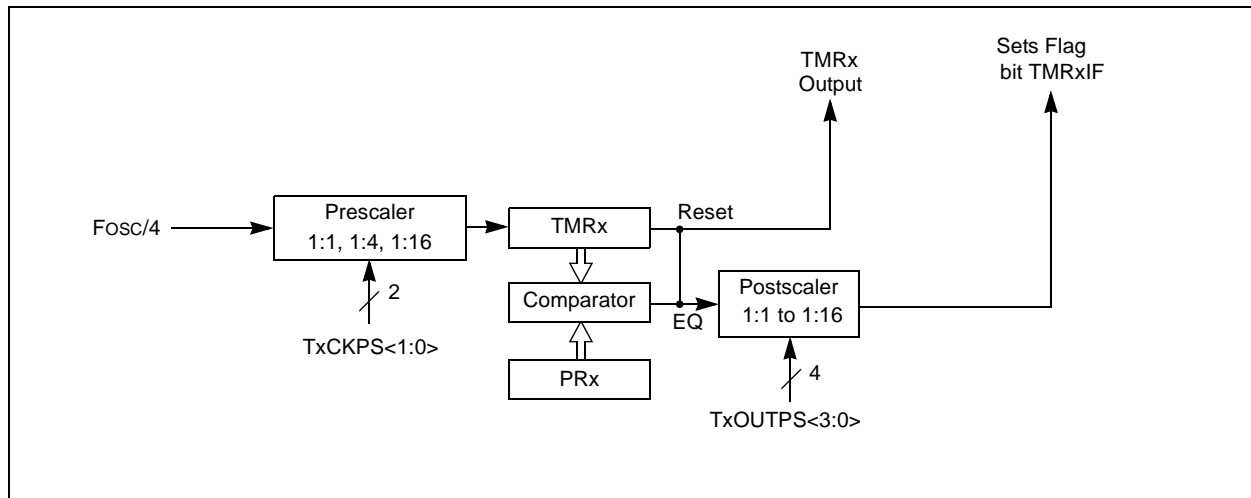 TMRx
Output
Sets Flag
bit TMRxIF
FOSC/4
Prescaler
1:1, 1:4, 1:16
2
TxCKPS<1:0>
TMRx
Reset
Comparator
EQ
PRx
Postscaler
1:1 to 1:16
4
TxOUTPS<3:0>